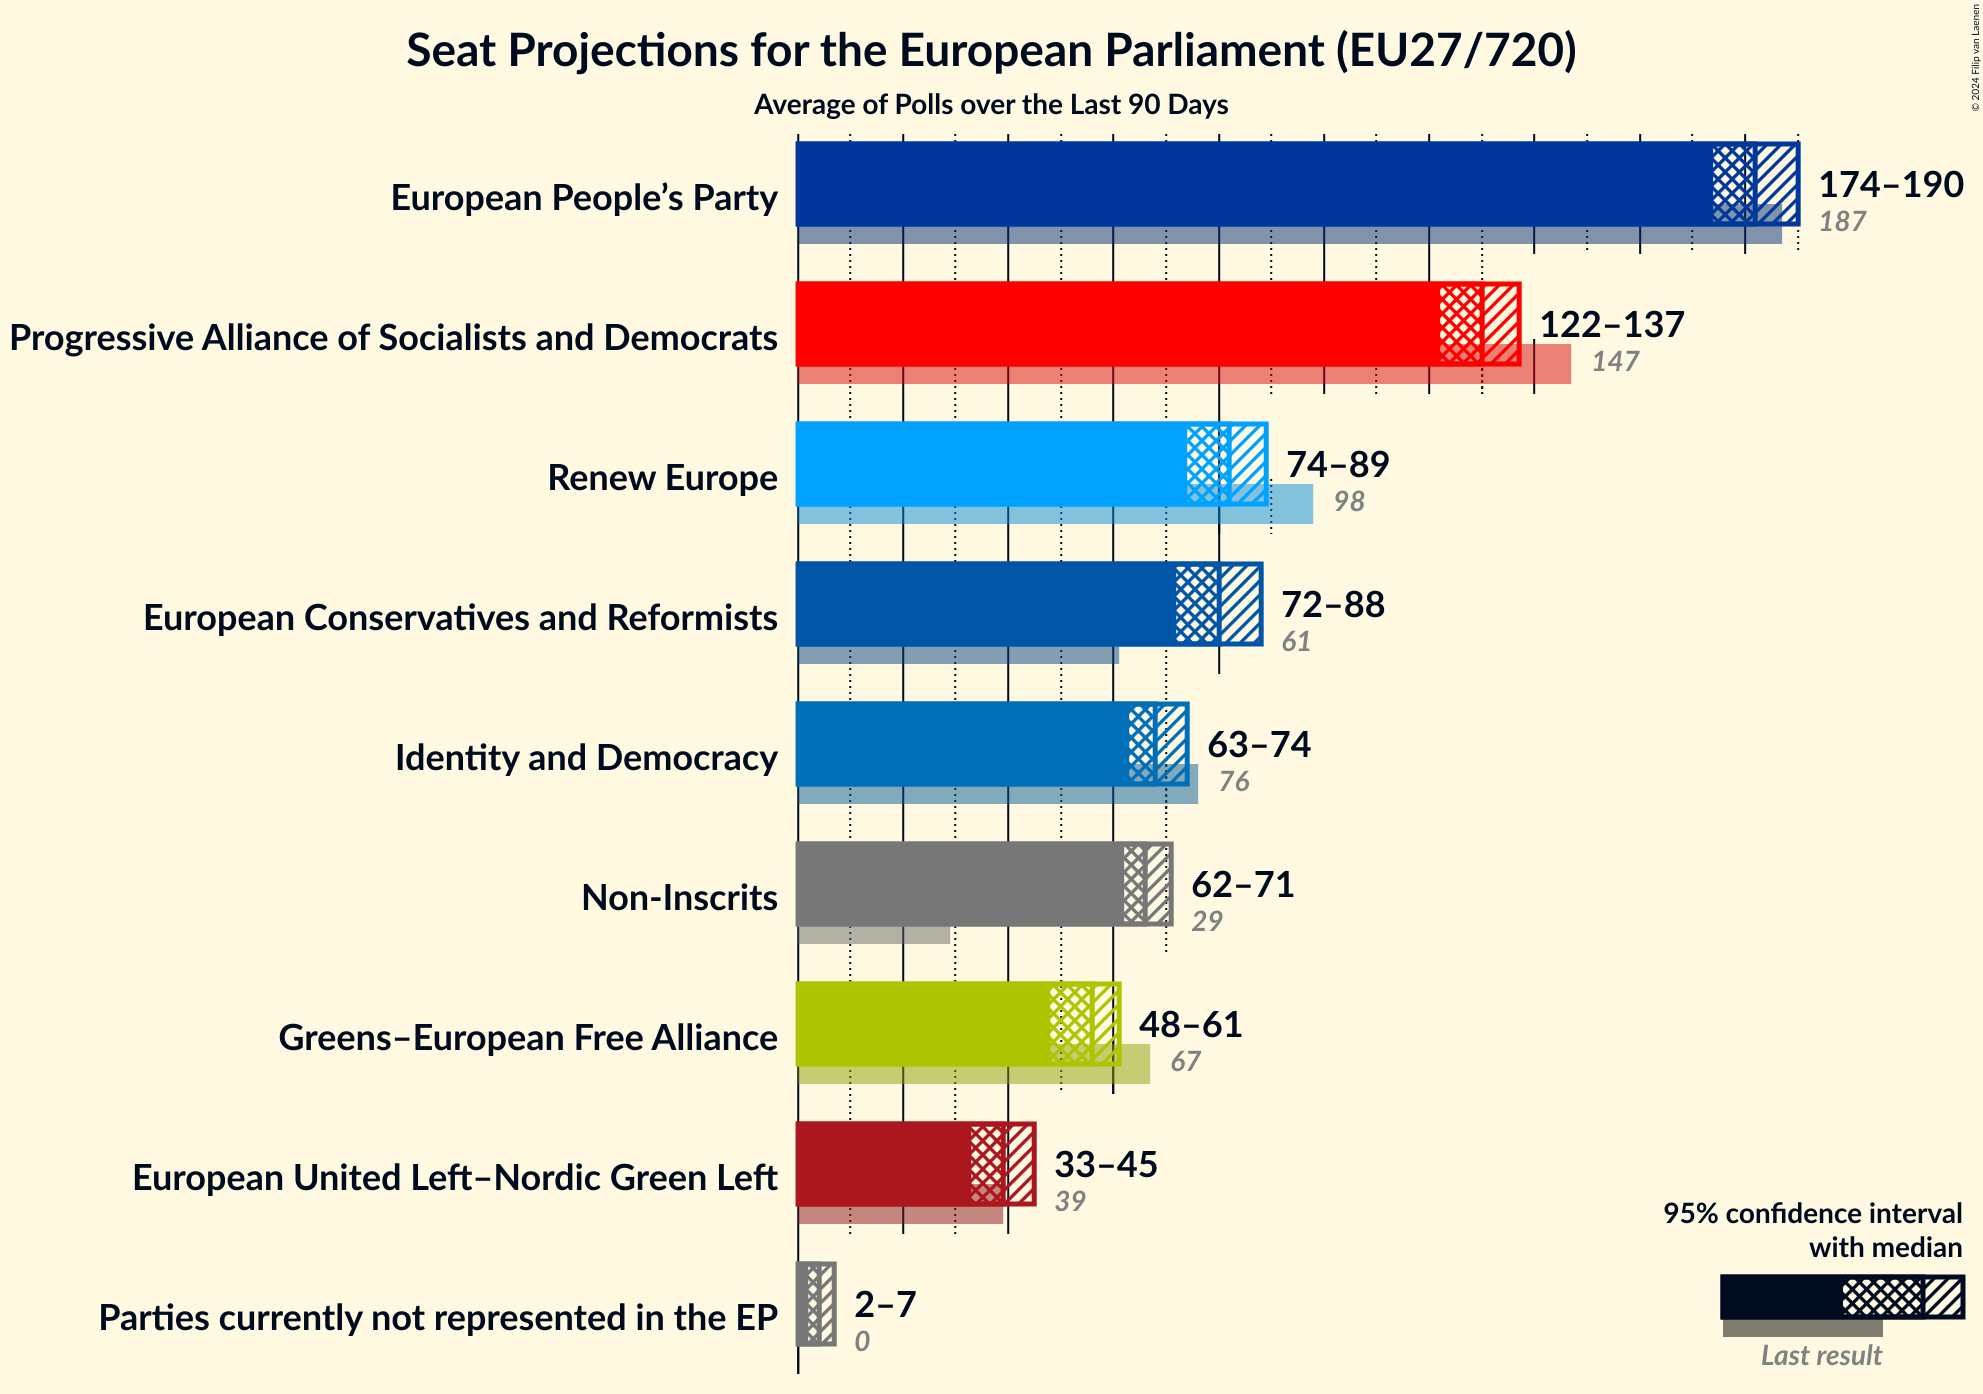 Seat Projections for the European Parliament (EU27/720)
Average of Polls over the Last 90 Days
© 2024 Filip van Laenen
European People’s Party
174–190
187
Progressive Alliance of Socialists and Democrats
122–137
147
Renew Europe
74–89
98
European Conservatives and Reformists
72–88
61
Identity and Democracy
63–74
76
Non-Inscrits
62–71
29
Greens–European Free Alliance
48–61
67
European United Left–Nordic Green Left
33–45
39
Parties currently not represented in the EP
2–7
0
95% confidence interval
with median
Last result